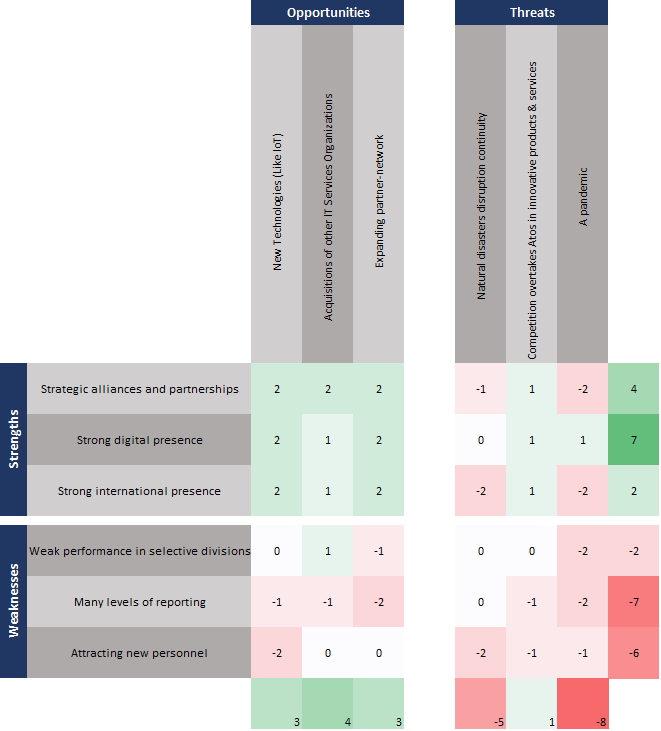 Opportunities Threats
New Technologies (Like IoT)
Acquisitions of other IT Services Organizations
Expanding partner-network
Natural disasters disruption continuity
Competition overtakes Atos in innovative products & services
A pandemic
Strengths
Strategic alliances and partnerships 2 2 2 -1 1 -2 4
Strong digital presence 2 1 2 0 1 1 7
Strong international presence 2 1 2 -2 1 -2 2
Weaknesses
Weak performance in selective divisions 0 1 -1 0 0 -2 -2
Many levels of reporting -1 -1 -2 0 -1 -2 -7
Attracting new personnel -2 0 0 -2 -1 -1 -6
3 4 3 -5 1 -8